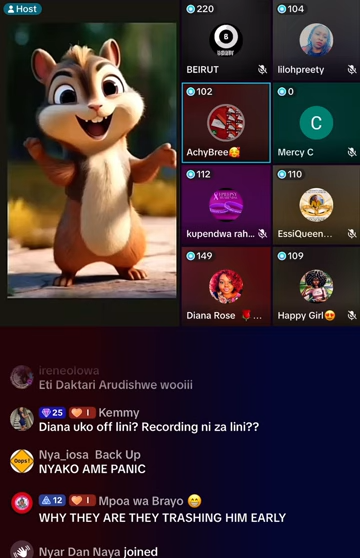 Host
220
BEIRUT
104
lilohpreety
102
AchyBree🥰
0
C
Mercy C
112
kupendwa rah...
110
EssiQueen...
149
Diana Rose 🌹...
109
Happy Girl😍
ireneolowa
Eti Daktari Arudishwe woiii
25 I Kemmy
Diana uko off lini? Recording ni za lini??
Oops!
Nya_iosa Back Up
NYAKO AME PANIC
12 I Mpoa wa Brayo 😁
WHY THEY ARE THEY TRASHING HIM EARLY
Nyar Dan Naya joined